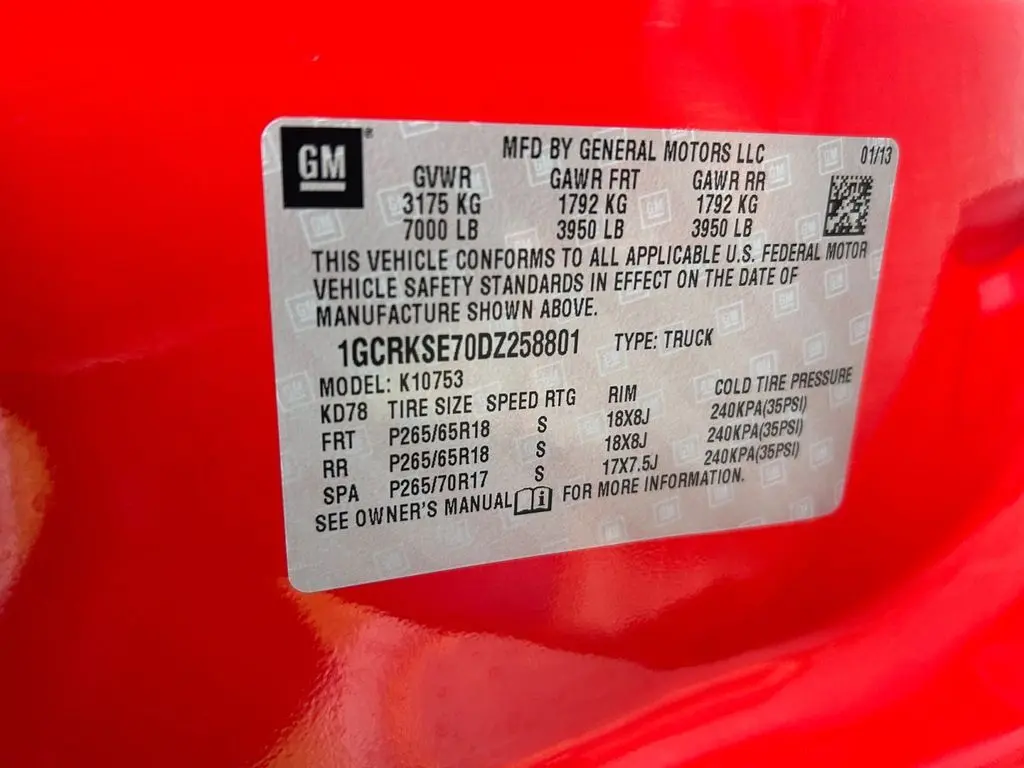 GM
MFD BY GENERAL MOTORS LLC 01/13
GVWR GAWR FRT GAWR RR
3175 KG 1792 KG 1792 KG
7000 LB 3950 LB 3950 LB
THIS VEHICLE CONFORMS TO ALL APPLICABLE U.S. FEDERAL MOTOR
VEHICLE SAFETY STANDARDS IN EFFECT ON THE DATE OF
MANUFACTURE SHOWN ABOVE.
1GCRKSE70DZ258801 TYPE: TRUCK
MODEL: K10753
KD78 TIRE SIZE SPEED RTG RIM COLD TIRE PRESSURE
FRT P265/65R18 S 18X8J 240KPA(35PSI)
RR P265/65R18 S 18X8J 240KPA(35PSI)
SPA P265/70R17 S 17X7.5J 240KPA(35PSI)
SEE OWNER'S MANUAL i FOR MORE INFORMATION.